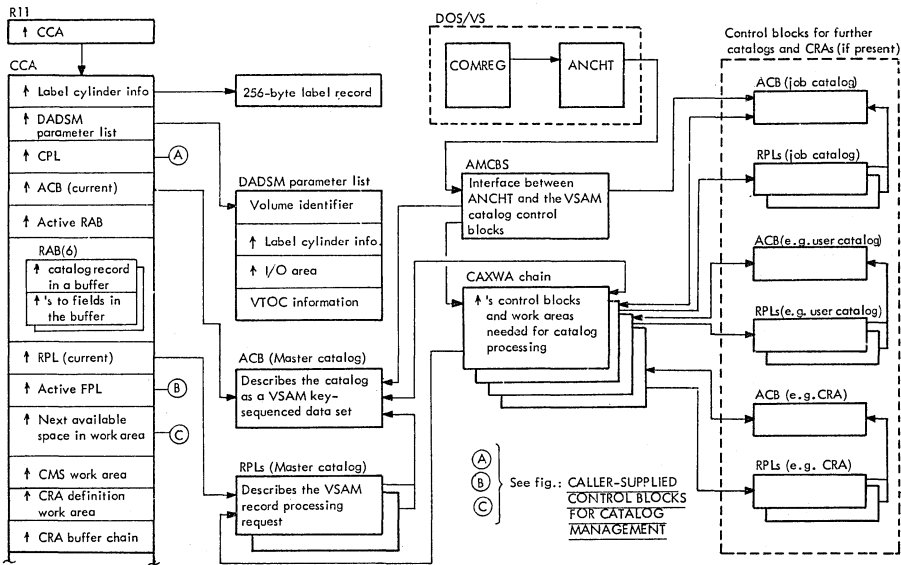 R11
↑ CCA
CCA
↑ Label cylinder info
↑ DADSM
parameter list
↑ CPL
A
↑ ACB (current)
↑ Active RAB
RAB(6)
↑ catalog record
in a buffer
↑'s to fields in
the buffer
↑ RPL (current)
↑ Active FPL
B
↑ Next available
space in work area
C
↑ CMS work area
↑ CRA definition
work area
↑ CRA buffer chain
256-byte label record
DADSM parameter list
Volume identifier
↑ Label cylinder info.
↑ I/O area
VTOC information
ACB (Master catalog)
Describes the catalog
as a VSAM key-
sequenced data set
RPLs (Master catalog)
Describes the VSAM
record processing
request
DOS/VS
COMREG
ANCHT
AMCBS
Interface between
ANCHT and the VSAM
catalog control
blocks
CAXWA chain
↑'s control blocks
and work areas
needed for catalog
processing
A
B
C
See fig.: CALLER-SUPPLIED
CONTROL BLOCKS
FOR CATALOG
MANAGEMENT
Control blocks for further
catalogs and CRAs (if present)
ACB (job catalog)
RPLs (job catalog)
ACB(e.g. user catalog)
RPLs(e.g. user catalog)
ACB (e.g. CRA)
RPLs (e.g. CRA)